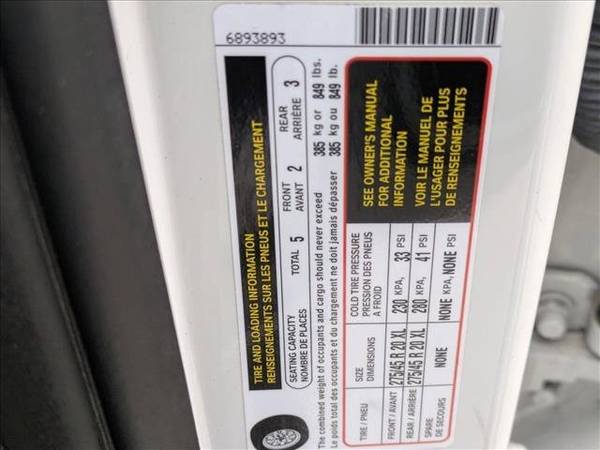 6893893
TIRE AND LOADING INFORMATION
RENSEIGNEMENTS SUR LES PNEUS ET LE CHARGEMENT
SEATING CAPACITY
NOMBRE DE PLACES
TOTAL 5
FRONT
AVANT 2
REAR
ARRIÈRE 3
The combined weight of occupants and cargo should never exceed 385 kg or 849 lbs.
Le poids total des occupants et du chargement ne doit jamais dépasser 385 kg ou 849 lb.
TIRE / PNEU
SIZE
DIMENSIONS
COLD TIRE PRESSURE
PRESSION DES PNEUS
A FROID
FRONT / AVANT 275/45 R 20 XL 230 KPA, 33 PSI
REAR / ARRIÈRE 275/45 R 20 XL 280 KPA, 41 PSI
SPARE
DE SECOURS
NONE
NONE KPA, NONE PSI
SEE OWNER'S MANUAL
FOR ADDITIONAL
INFORMATION
VOIR LE MANUEL DE
L'USAGER POUR PLUS
DE RENSEIGNEMENTS